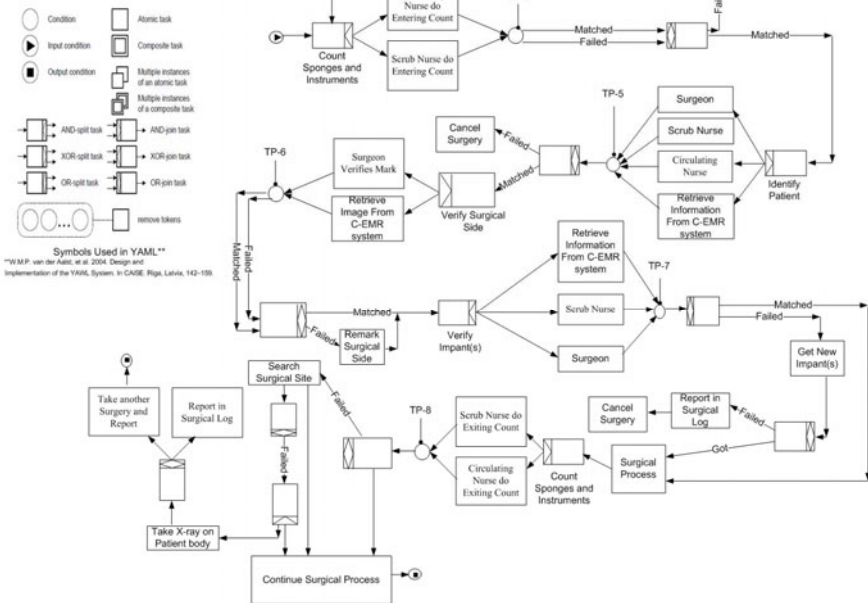 Condition
Atomic task
Input condition
Composite task
Output condition
Multiple instances
of an atomic task
Multiple instances
of a composite task
AND-split task
AND-join task
XOR-split task
XOR-join task
OR-split task
OR-join task
remove tokens
Symbols Used in YAML**
**W.M.P. van der Aalst, et al. 2004. Design and
Implementation of the YAWL System. In CAISE. Riga, Latvia, 142–159.
Nurse do
Entering Count
Scrub Nurse do
Entering Count
Count
Sponges and
Instruments
Matched
Failed
Matched
TP-5
Surgeon
Scrub Nurse
Circulating
Nurse
Retrieve
Information From
C-EMR
system
Identify
Patient
Cancel
Surgery
Failed
Matched
TP-6
Surgeon
Verifies Mark
Retrieve
Image From
C-EMR
system
Verify Surgical
Side
Matched
Failed
Matched
Failed
Remark
Surgical
Side
Verify
Impant(s)
Retrieve
Information
From C-EMR
system
Scrub Nurse
Surgeon
TP-7
Matched
Failed
Get New
Impant(s)
Failed
Report in
Surgical
Log
Cancel
Surgery
Got
Surgical
Process
Count
Sponges and
Instruments
Scrub Nurse do
Exiting Count
Circulating
Nurse do
Exiting Count
TP-8
Failed
Search
Surgical Site
Failed
Take another
Surgery and
Report
Report in
Surgical Log
Take X-ray on
Patient body
Continue Surgical Process